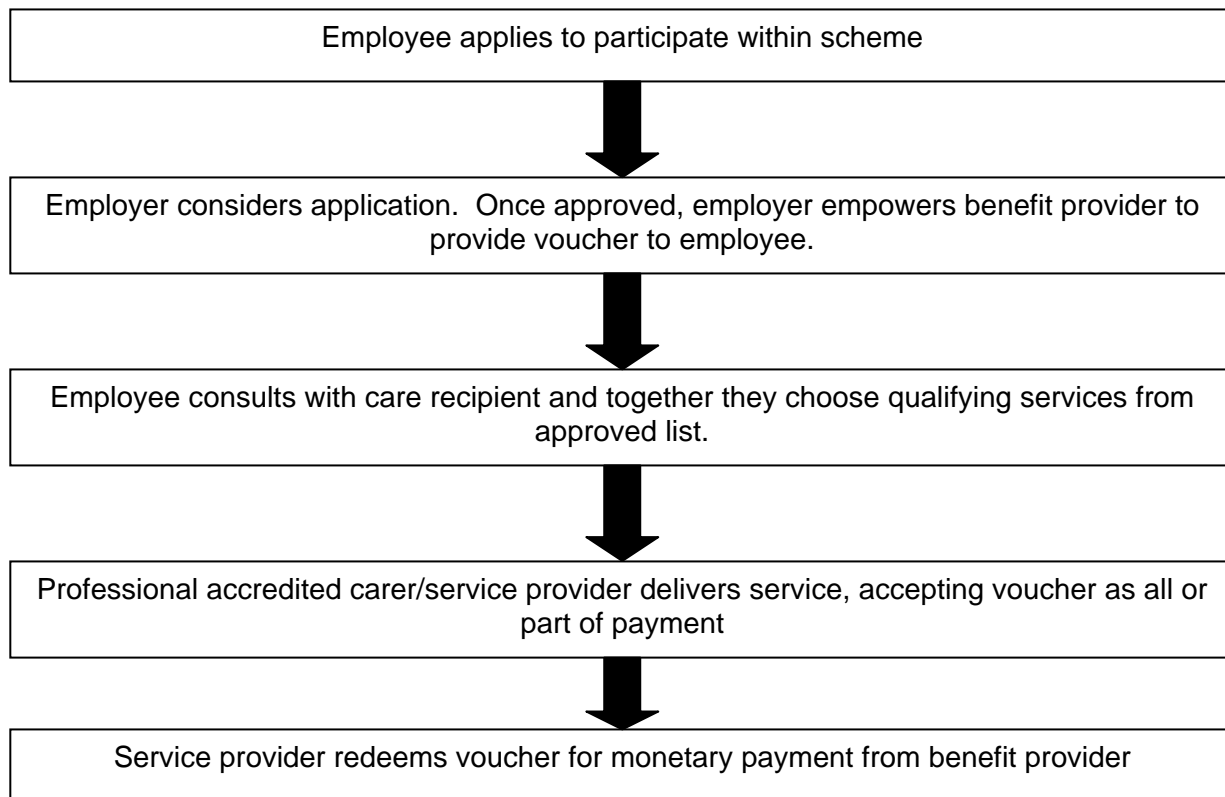 Employee applies to participate within scheme
Employer considers application.  Once approved, employer empowers benefit provider to
provide voucher to employee.
Employee consults with care recipient and together they choose qualifying services from
approved list.
Professional accredited carer/service provider delivers service, accepting voucher as all or
part of payment
Service provider redeems voucher for monetary payment from benefit provider